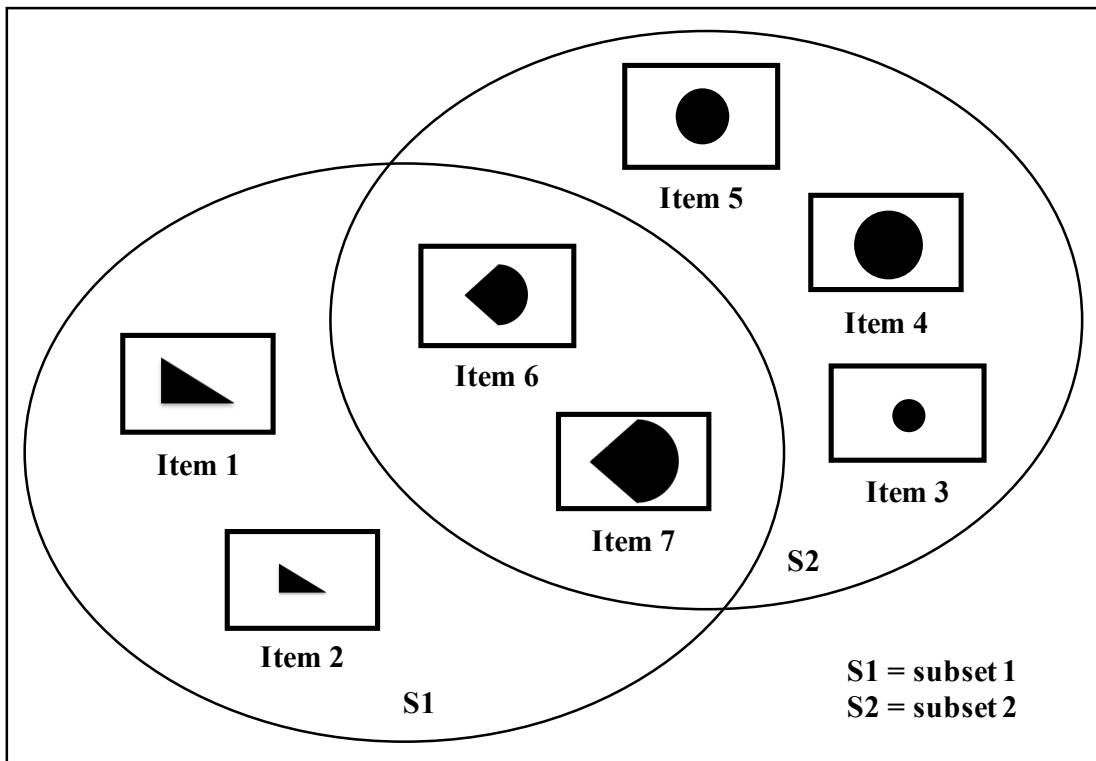 Item 5
Item 4
Item 6
Item 1
Item 3
Item 7
S2
Item 2
S1
S1 = subset 1
S2 = subset 2